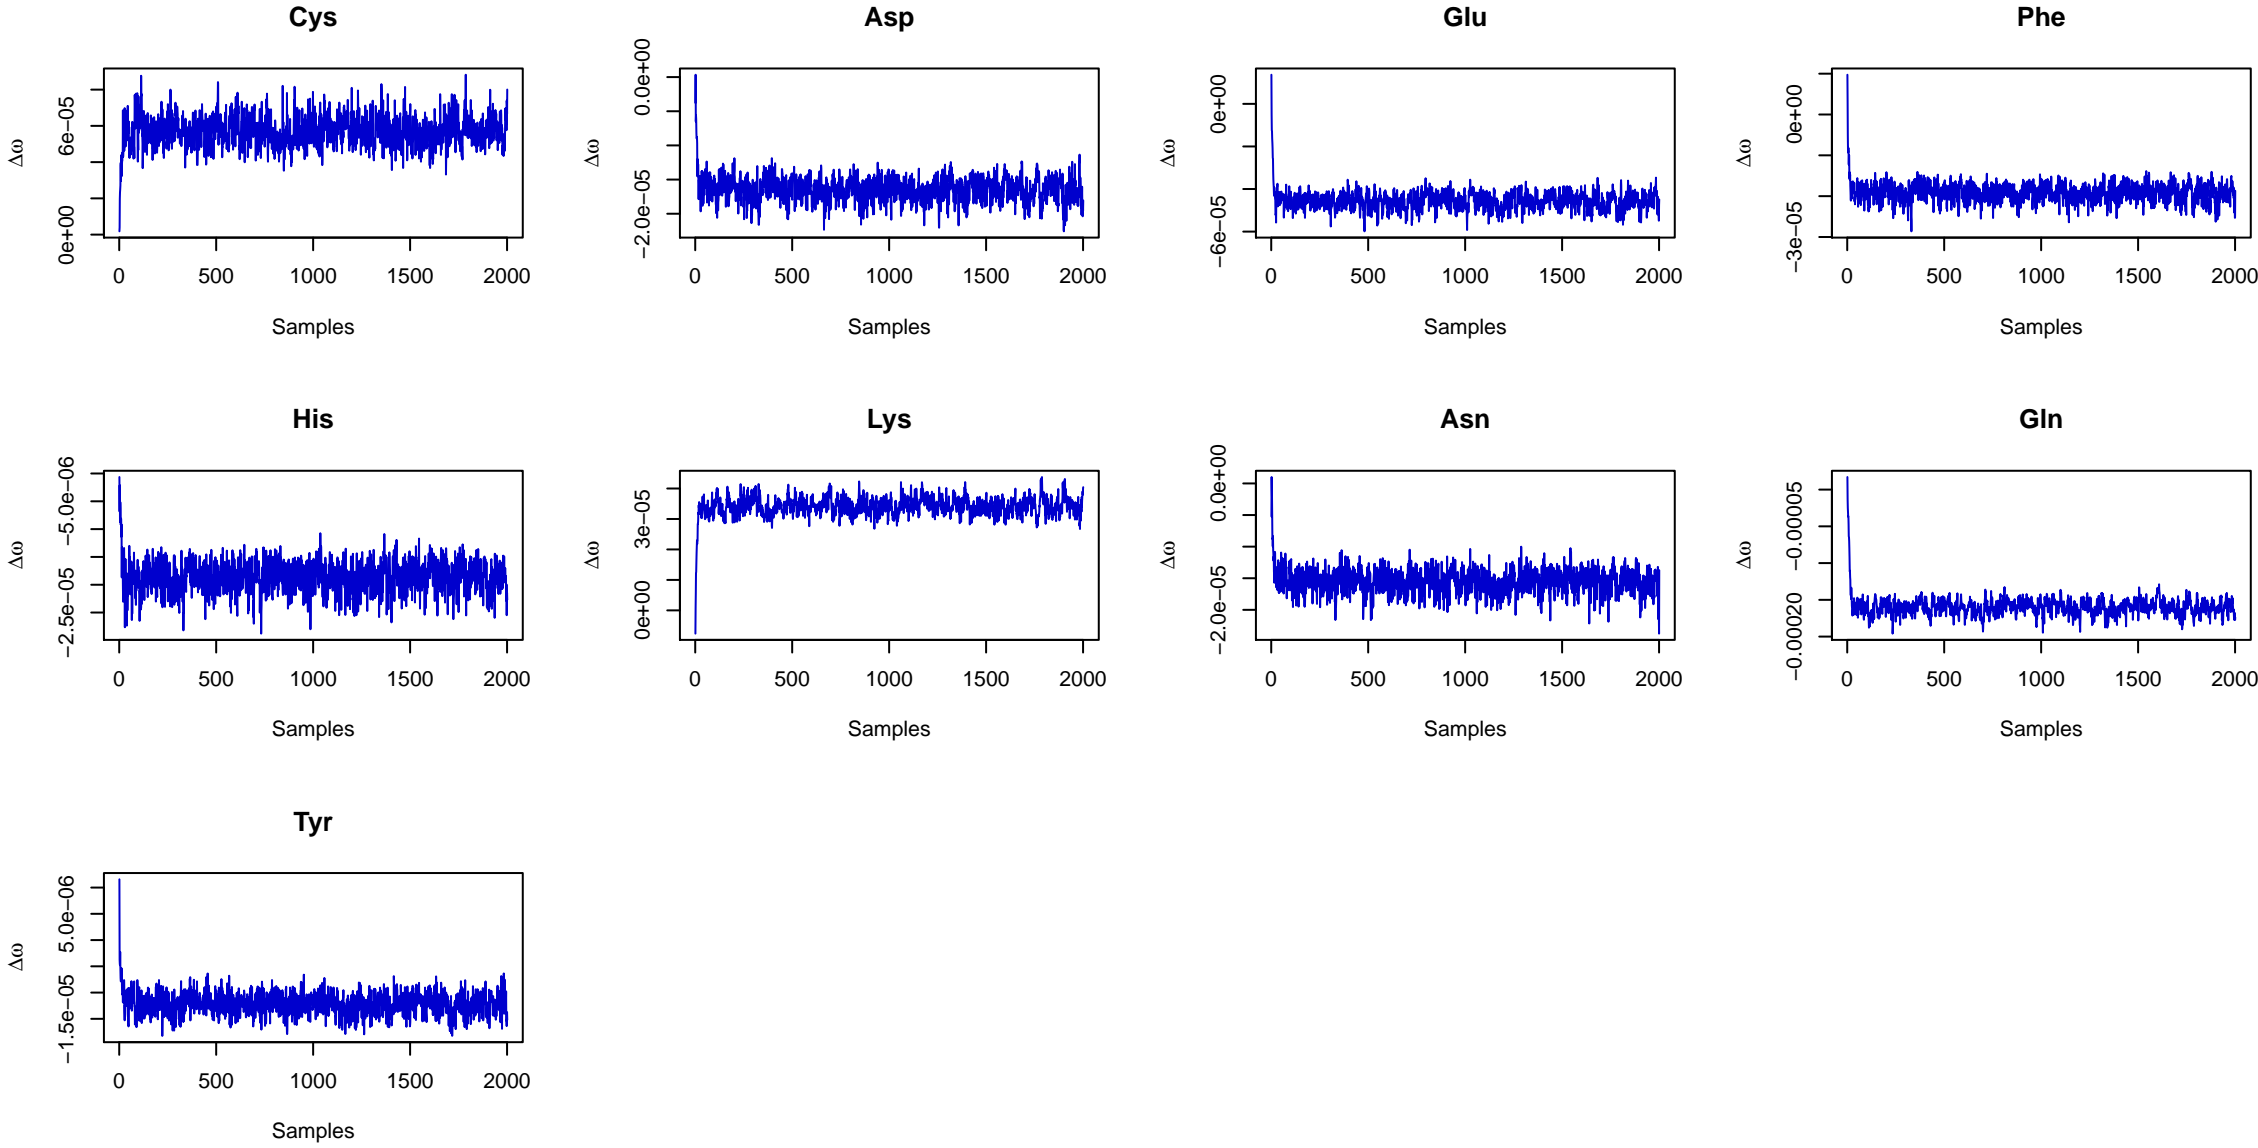 Cys
Δω
0e+00 6e−05
0 500 1000 1500 2000
Samples
Asp
Δω
−2.0e−05 0.0e+00
0 500 1000 1500 2000
Samples
Glu
Δω
−6e−05 0e+00
0 500 1000 1500 2000
Samples
Phe
Δω
−3e−05 0e+00
0 500 1000 1500 2000
Samples
His
Δω
−2.5e−05 −5.0e−06
0 500 1000 1500 2000
Samples
Lys
Δω
0e+00 3e−05
0 500 1000 1500 2000
Samples
Asn
Δω
−2.0e−05 0.0e+00
0 500 1000 1500 2000
Samples
Gln
Δω
−0.00020 −0.00005
0 500 1000 1500 2000
Samples
Tyr
Δω
−1.5e−05 5.0e−06
0 500 1000 1500 2000
Samples